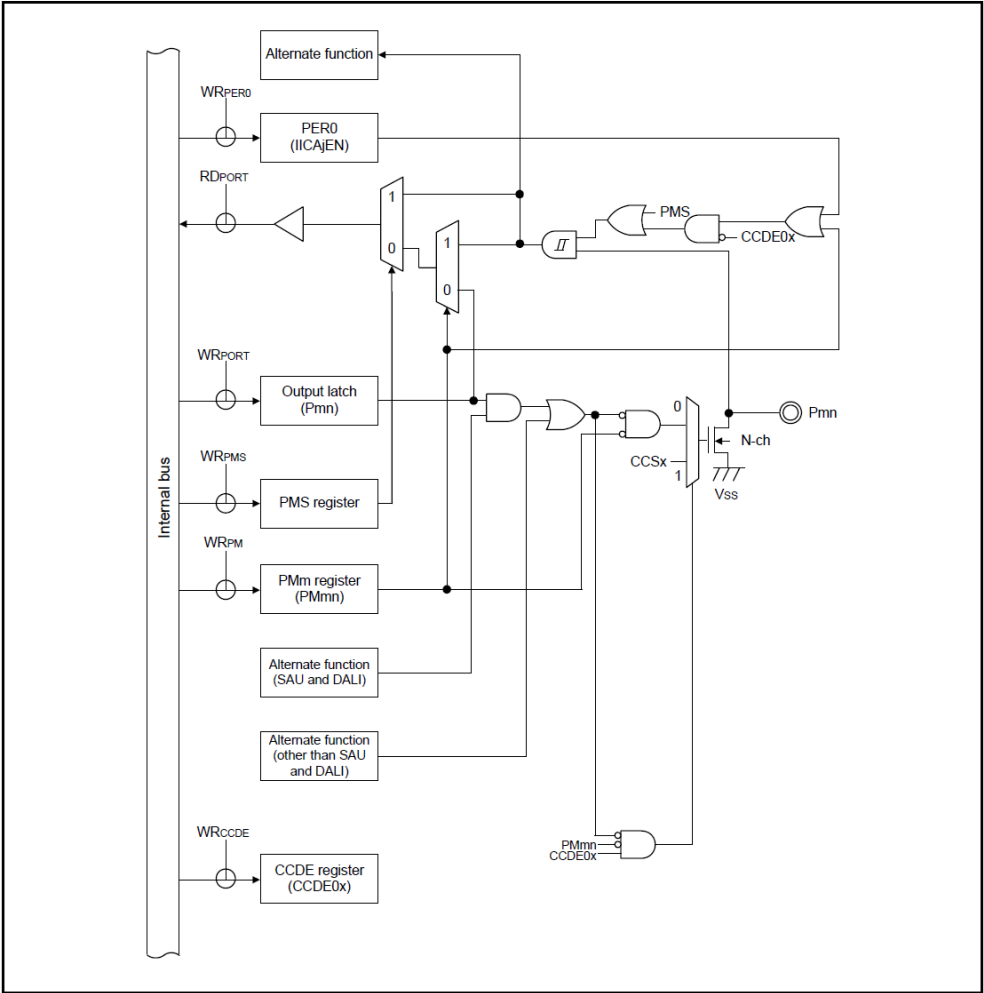 Alternate function
WRPER0
PER0
(IICAjEN)
RDPORT
1
0
1
0
PMS
CCDE0x
WRPORT
Output latch
(Pmn)
0
Pmn
N-ch
CCSx
1
Vss
WRPMS
PMS register
Internal bus
WRPM
PMm register
(PMmn)
Alternate function
(SAU and DALI)
Alternate function
(other than SAU
and DALI)
WRCCDE
PMmn
CCDE0x
CCDE register
(CCDE0x)